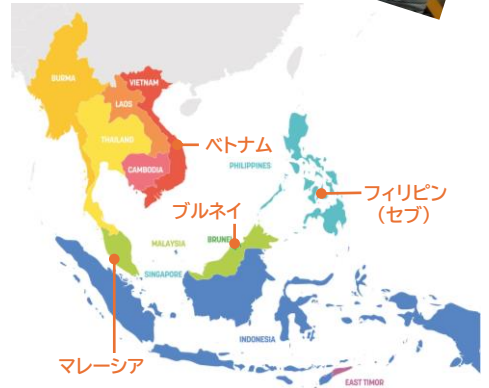 BURMA
VIETNAM
LAOS
THAILAND
CAMBODIA
ベトナム
PHILIPPINES
フィリピン
(セブ)
ブルネイ
MALAYSIA
BRUNEI
SINGAPORE
INDONESIA
マレーシア
EAST TIMOR